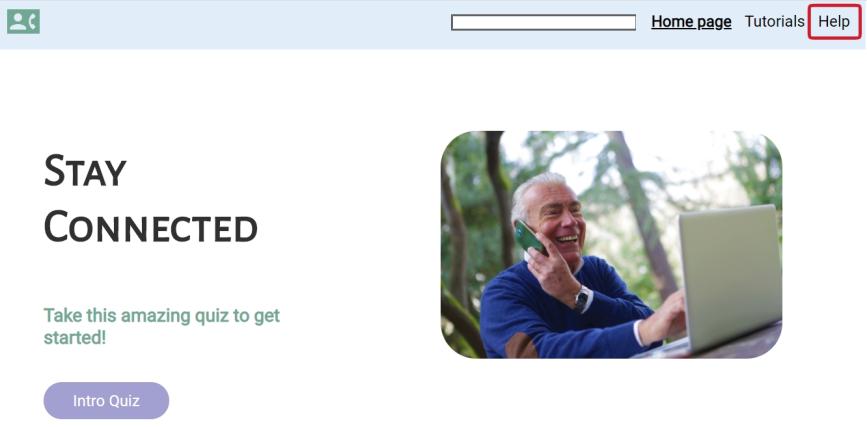 Home page Tutorials Help
Stay
Connected
Take this amazing quiz to get
started!
Intro Quiz